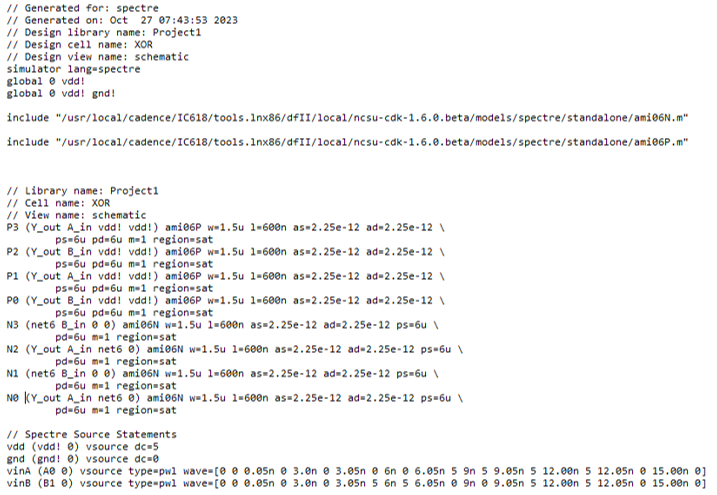 // Generated for: spectre
// Generated on: Oct  27 07:43:53 2023
// Design library name: Project1
// Design cell name: XOR
// Design view name: schematic
simulator lang=spectre
global 0 vdd!
global 0 vdd! gnd!
include "/usr/local/cadence/IC618/tools.lnx86/dfII/local/ncsu-cdk-1.6.0.beta/models/spectre/standalone/ami06N.m"
include "/usr/local/cadence/IC618/tools.lnx86/dfII/local/ncsu-cdk-1.6.0.beta/models/spectre/standalone/ami06P.m"
// Library name: Project1
// Cell name: XOR
// View name: schematic
P3 (Y_out A_in vdd! vdd!) ami06P w=1.5u l=600n as=2.25e-12 ad=2.25e-12 \
ps=6u pd=6u m=1 region=sat
P2 (Y_out B_in vdd! vdd!) ami06P w=1.5u l=600n as=2.25e-12 ad=2.25e-12 \
ps=6u pd=6u m=1 region=sat
P1 (Y_out A_in vdd! vdd!) ami06P w=1.5u l=600n as=2.25e-12 ad=2.25e-12 \
ps=6u pd=6u m=1 region=sat
P0 (Y_out B_in vdd! vdd!) ami06P w=1.5u l=600n as=2.25e-12 ad=2.25e-12 \
ps=6u pd=6u m=1 region=sat
N3 (net6 B_in 0 0) ami06N w=1.5u l=600n as=2.25e-12 ad=2.25e-12 ps=6u \
pd=6u m=1 region=sat
N2 (Y_out A_in net6 0) ami06N w=1.5u l=600n as=2.25e-12 ad=2.25e-12 ps=6u \
pd=6u m=1 region=sat
N1 (net6 B_in 0 0) ami06N w=1.5u l=600n as=2.25e-12 ad=2.25e-12 ps=6u \
pd=6u m=1 region=sat
N0 (Y_out A_in net6 0) ami06N w=1.5u l=600n as=2.25e-12 ad=2.25e-12 ps=6u \
pd=6u m=1 region=sat
// Spectre Source Statements
vdd (vdd! 0) vsource dc=5
gnd (gnd! 0) vsource dc=0
vinA (A0 0) vsource type=pwl wave=[0 0 0.05n 0 3.0n 0 3.05n 0 6n 0 6.05n 5 9n 5 9.05n 5 12.00n 5 12.05n 0 15.00n 0]
vinB (B1 0) vsource type=pwl wave=[0 0 0.05n 0 3.0n 0 3.05n 5 6n 5 6.05n 0 9n 0 9.05n 5 12.00n 5 12.05n 0 15.00n 0]